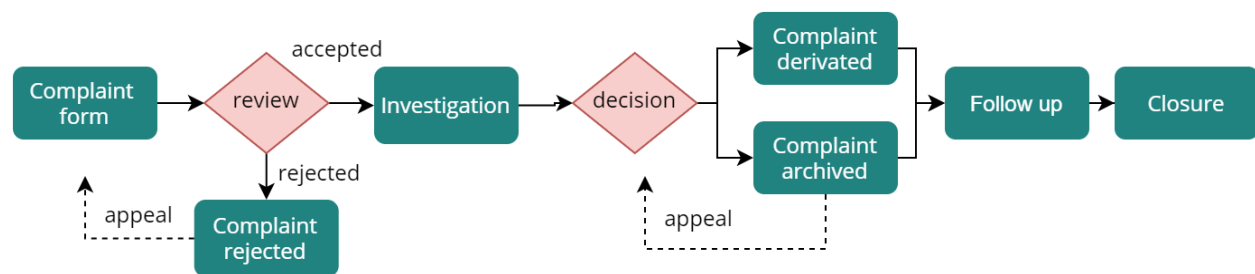 Complaint
form
review
accepted
rejected
Complaint
rejected
appeal
Investigation
decision
Complaint
derivated
Complaint
archived
appeal
Follow up
Closure